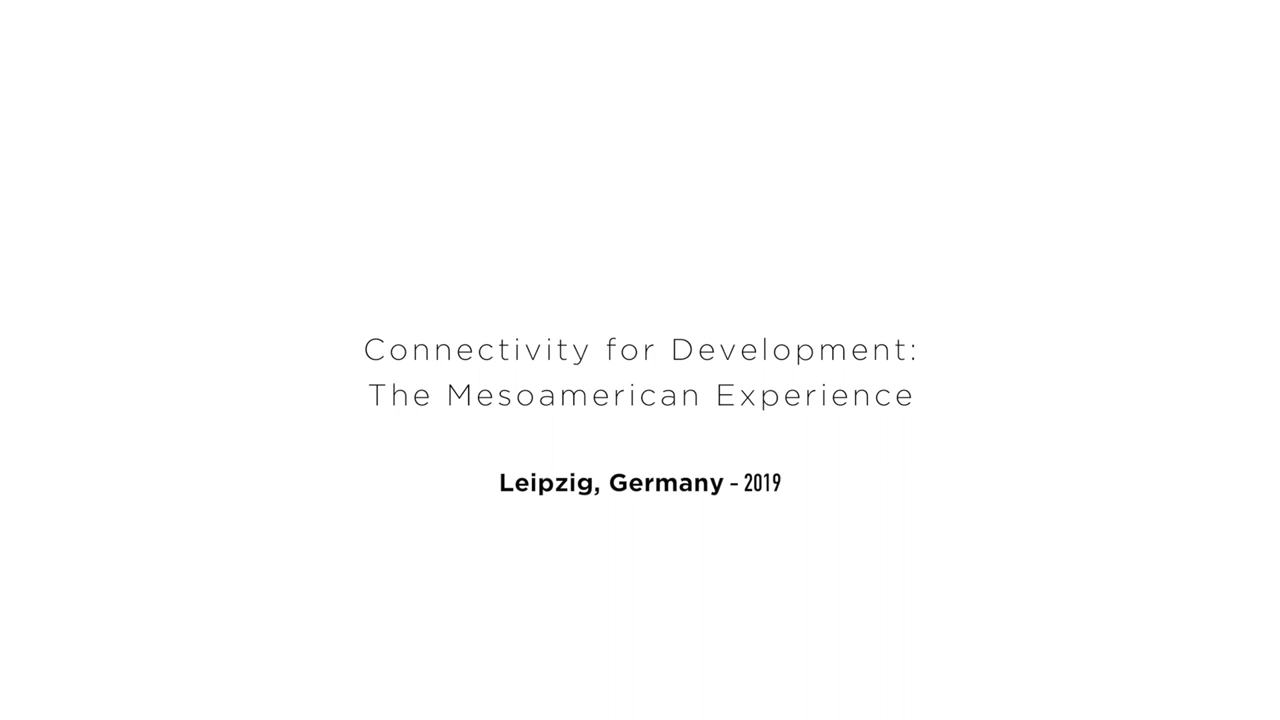 Connectivity for Development:
The Mesoamerican Experience
Leipzig, Germany - 2019